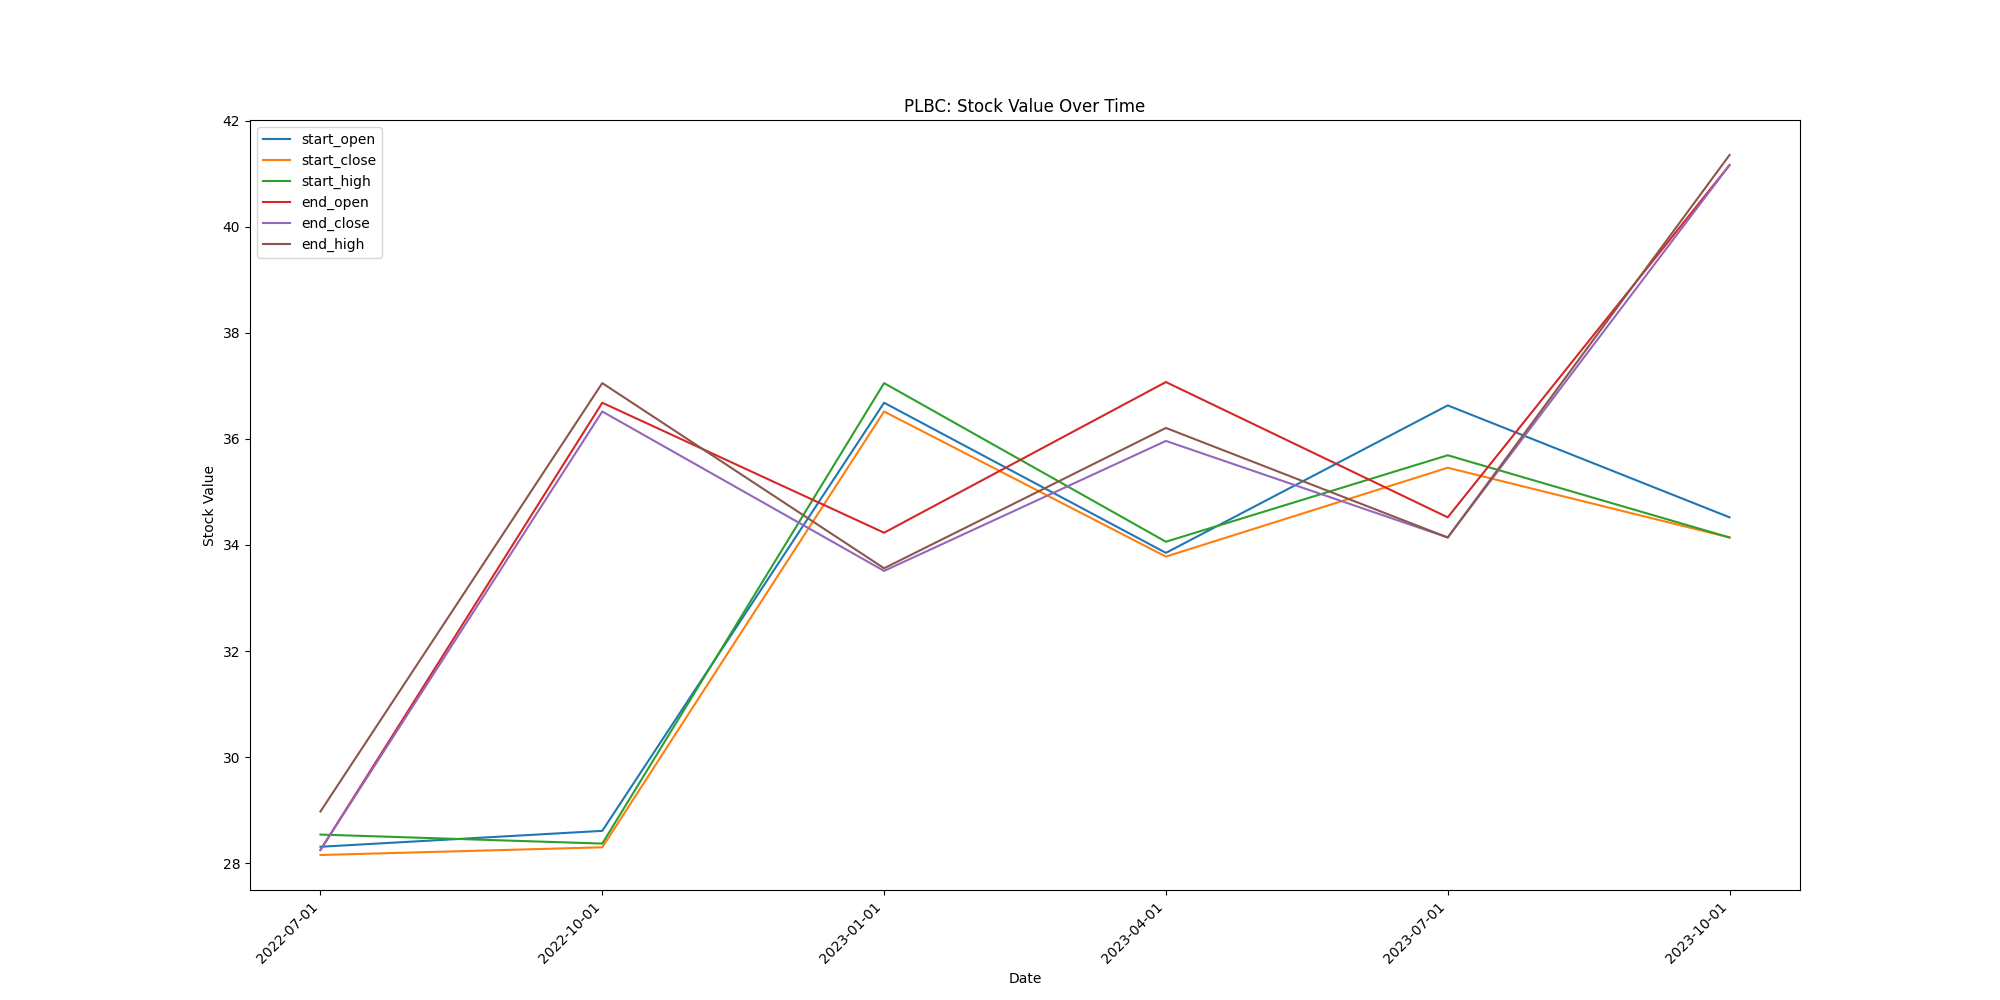 PLBC: Stock Value Over Time
start_open
start_close
start_high
end_open
end_close
end_high
42
40
38
36
34
32
30
28
Stock Value
2022-07-01
2022-10-01
2023-01-01
2023-04-01
2023-07-01
2023-10-01
Date